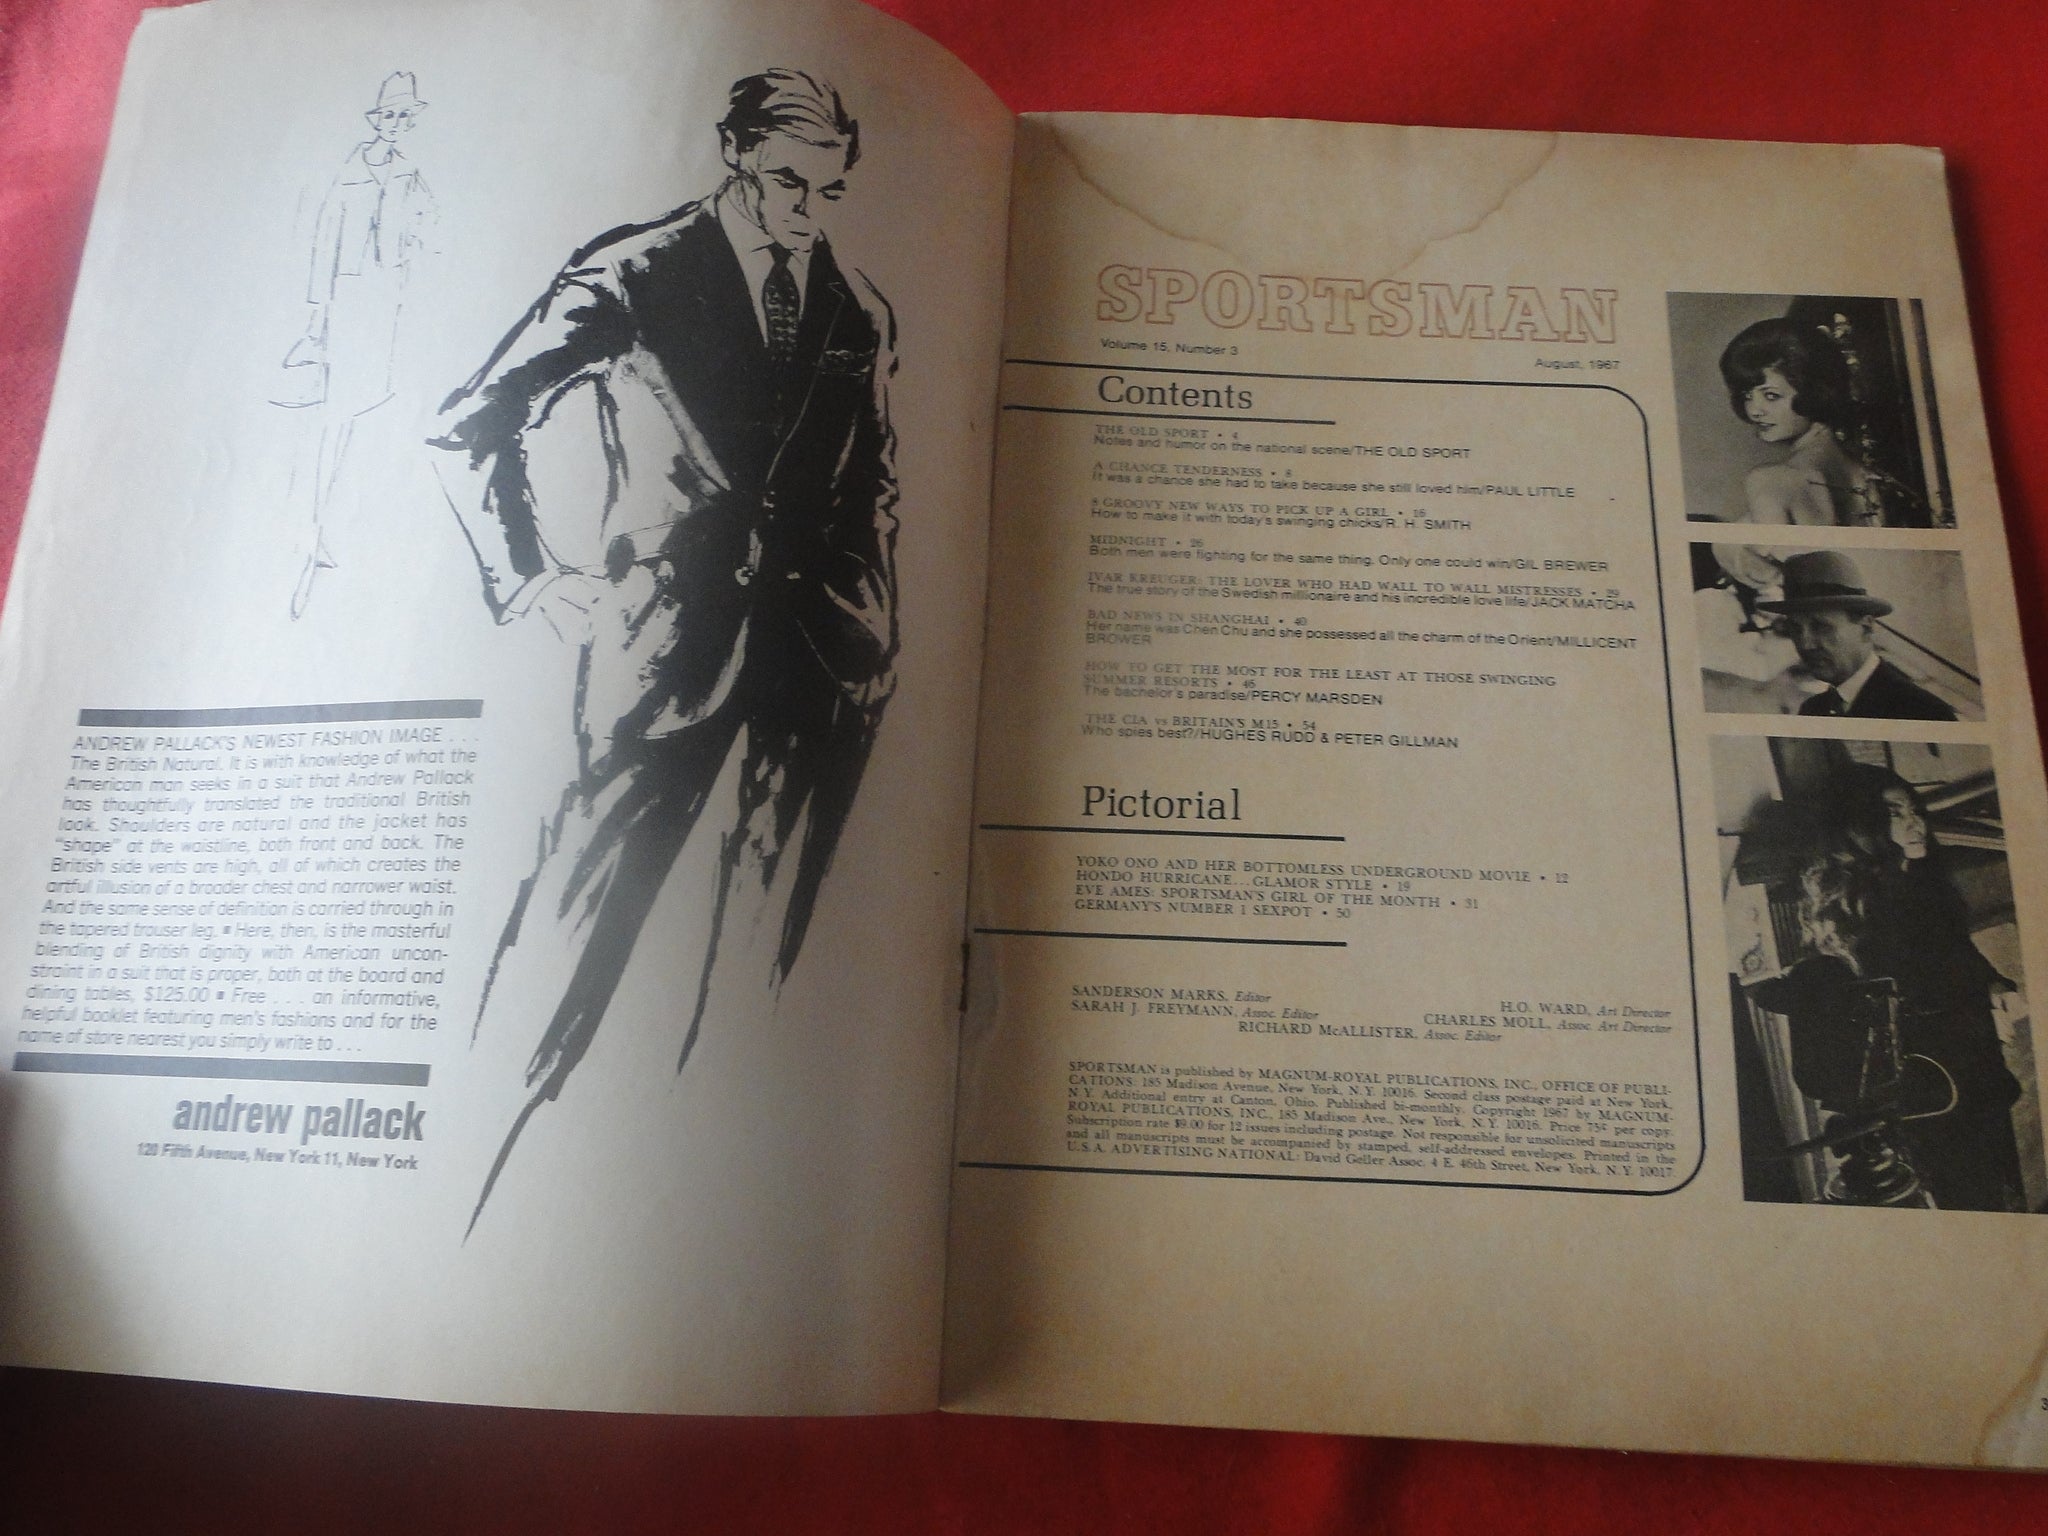 ANDREW PALLACK'S NEWEST FASHION IMAGE . . .
The British Natural. It is with knowledge of what the
American man seeks in a suit that Andrew Pallack
has thoughtfully translated the traditional British
look. Shoulders are natural and the jacket has
"shape" at the waistline, both front and back. The
British side vents are high, all of which creates the
artful illusion of a broader chest and narrower waist.
And the same sense of definition is carried through in
the tapered trouser leg. ■ Here, then, is the masterful
blending of British dignity with American uncon-
straint in a suit that is proper, both at the board and
dining tables, $125.00 ■ Free . . . an informative,
helpful booklet featuring men's fashions and for the
name of store nearest you simply write to . . .
andrew pallack
120 Fifth Avenue, New York 11, New York
SPORTSMAN
Volume 15, Number 3
August, 1967
Contents
THE OLD SPORT • 4
Notes and humor on the national scene/THE OLD SPORT
A CHANCE TENDERNESS • 8
It was a chance she had to take because she still loved him/PAUL LITTLE
8 GROOVY NEW WAYS TO PICK UP A GIRL • 16
How to make it with today's swinging chicks/R. H. SMITH
MIDNIGHT • 26
Both men were fighting for the same thing. Only one could win/GIL BREWER
IVAR KREUGER: THE LOVER WHO HAD WALL TO WALL MISTRESSES • 29
The true story of the Swedish millionaire and his incredible love life/JACK MATCHA
BAD NEWS IN SHANGHAI • 40
Her name was Chen Chu and she possessed all the charm of the Orient/MILLICENT
BROWER
HOW TO GET THE MOST FOR THE LEAST AT THOSE SWINGING
SUMMER RESORTS • 46
The bachelor's paradise/PERCY MARSDEN
THE CIA vs BRITAIN'S M15 • 54
Who spies best?/HUGHES RUDD & PETER GILLMAN
Pictorial
YOKO ONO AND HER BOTTOMLESS UNDERGROUND MOVIE • 12
HONDO HURRICANE...GLAMOR STYLE • 19
EVE AMES: SPORTSMAN'S GIRL OF THE MONTH • 31
GERMANY'S NUMBER 1 SEXPOT • 50
SANDERSON MARKS, Editor
H.O. WARD, Art Director
SARAH J. FREYMANN, Assoc. Editor
CHARLES MOLL, Assoc. Art Director
RICHARD McALLISTER, Assoc. Editor
SPORTSMAN is published by MAGNUM-ROYAL PUBLICATIONS, INC., OFFICE OF PUBLI-
CATIONS: 185 Madison Avenue, New York, N.Y. 10016. Second class postage paid at New York,
N.Y. Additional entry at Canton, Ohio. Published bi-monthly. Copyright 1967 by MAGNUM-
ROYAL PUBLICATIONS, INC., 185 Madison Ave., New York, N.Y. 10016. Price 75¢ per copy.
Subscription rate $9.00 for 12 issues including postage. Not responsible for unsolicited manuscripts
and all manuscripts must be accompanied by stamped, self-addressed envelopes. Printed in the
U.S.A. ADVERTISING NATIONAL: David Geller Assoc. 4 E. 46th Street, New York, N.Y. 10017.
3